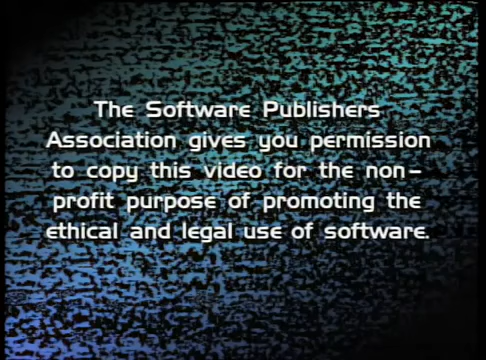 The Software Publishers
Association gives you permission
to copy this video for the non-
profit purpose of promoting the
ethical and legal use of software.